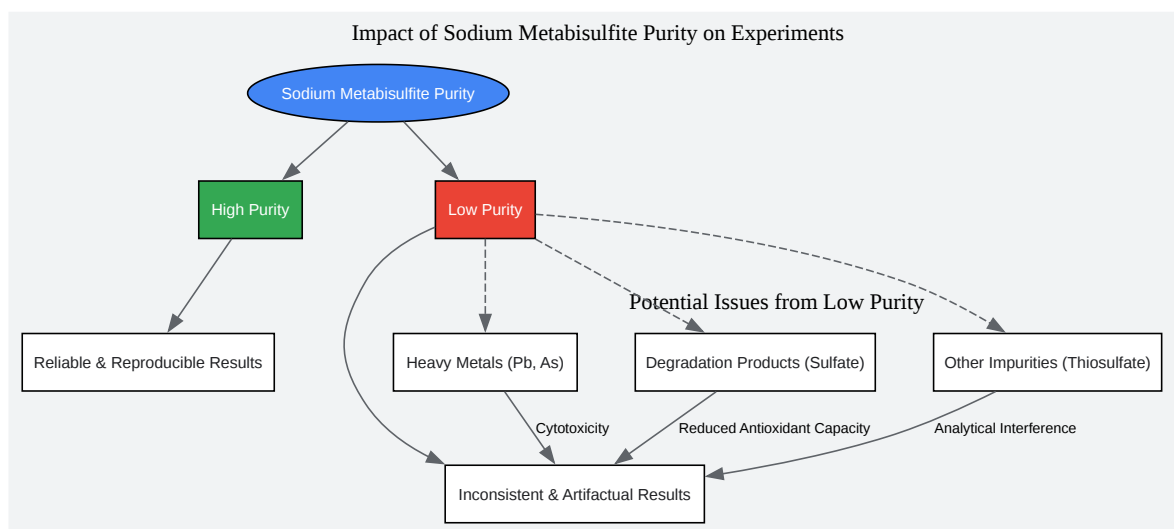 Impact of Sodium Metabisulfite Purity on Experiments
Sodium Metabisulfite Purity
High Purity
Low Purity
Potential Issues from Low Purity
Reliable & Reproducible Results
Heavy Metals (Pb, As)
Degradation Products (Sulfate)
Other Impurities (Thiosulfate)
Cytotoxicity
Reduced Antioxidant Capacity
Analytical Interference
Inconsistent & Artifactual Results